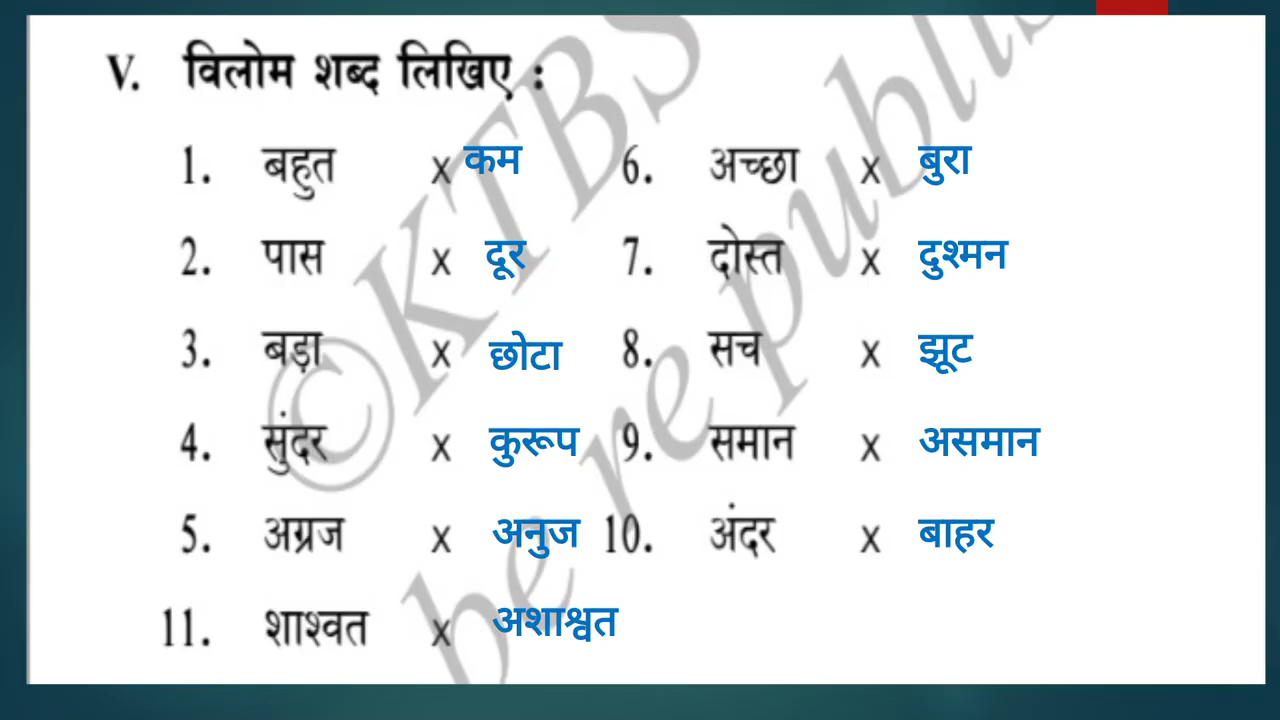 V. विलोम शब्द लिखिए :
1. बहुत x कम 6. अच्छा x बुरा
2. पास x दूर 7. दोस्त x दुश्मन
3. बड़ा x छोटा 8. सच x झूट
4. सुंदर x कुरूप 9. समान x असमान
5. अग्रज x अनुज 10. अंदर x बाहर
11. शाश्वत x अशाश्वत
©KTBS
be republis